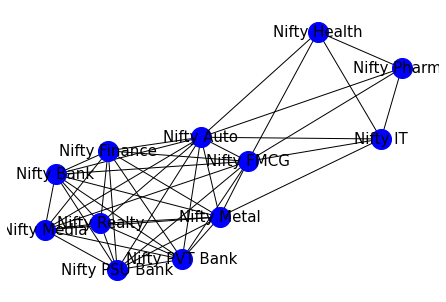 Nifty Health
Nifty Pharm
Nifty Auto
Nifty IT
Nifty Finance
Nifty FMCG
Nifty Bank
Nifty Metal
Nifty Realty
Nifty Media
Nifty PVT Bank
Nifty PSU Bank